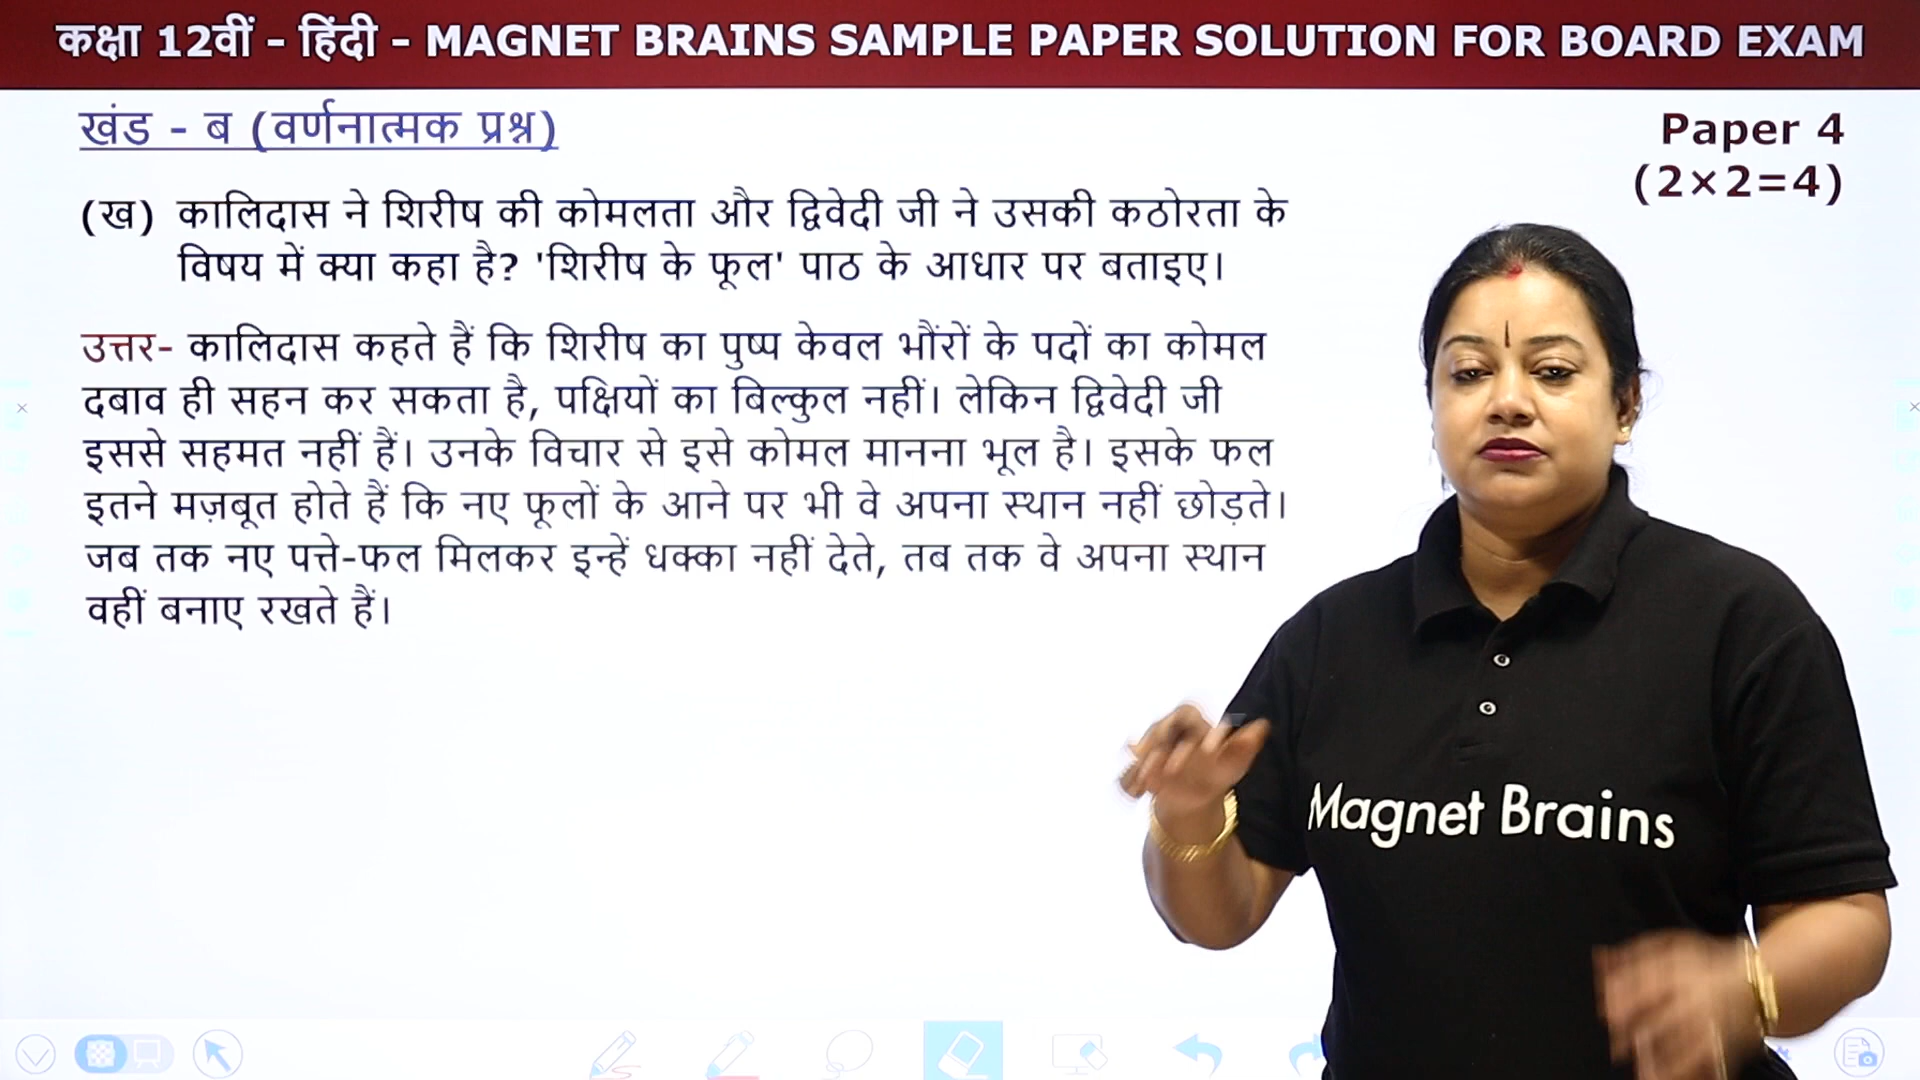 कक्षा 12वीं - हिंदी - MAGNET BRAINS SAMPLE PAPER SOLUTION FOR BOARD EXAM
खंड - ब (वर्णनात्मक प्रश्न)
Paper 4
(2×2=4)
(ख) कालिदास ने शिरीष की कोमलता और द्विवेदी जी ने उसकी कठोरता के
विषय में क्या कहा है? 'शिरीष के फूल' पाठ के आधार पर बताइए।
उत्तर- कालिदास कहते हैं कि शिरीष का पुष्प केवल भौंरों के पदों का कोमल
दबाव ही सहन कर सकता है, पक्षियों का बिल्कुल नहीं। लेकिन द्विवेदी जी
इससे सहमत नहीं हैं। उनके विचार से इसे कोमल मानना भूल है। इसके फल
इतने मज़बूत होते हैं कि नए फूलों के आने पर भी वे अपना स्थान नहीं छोड़ते।
जब तक नए पत्ते-फल मिलकर इन्हें धक्का नहीं देते, तब तक वे अपना स्थान
वहीं बनाए रखते हैं।
Magnet Brains